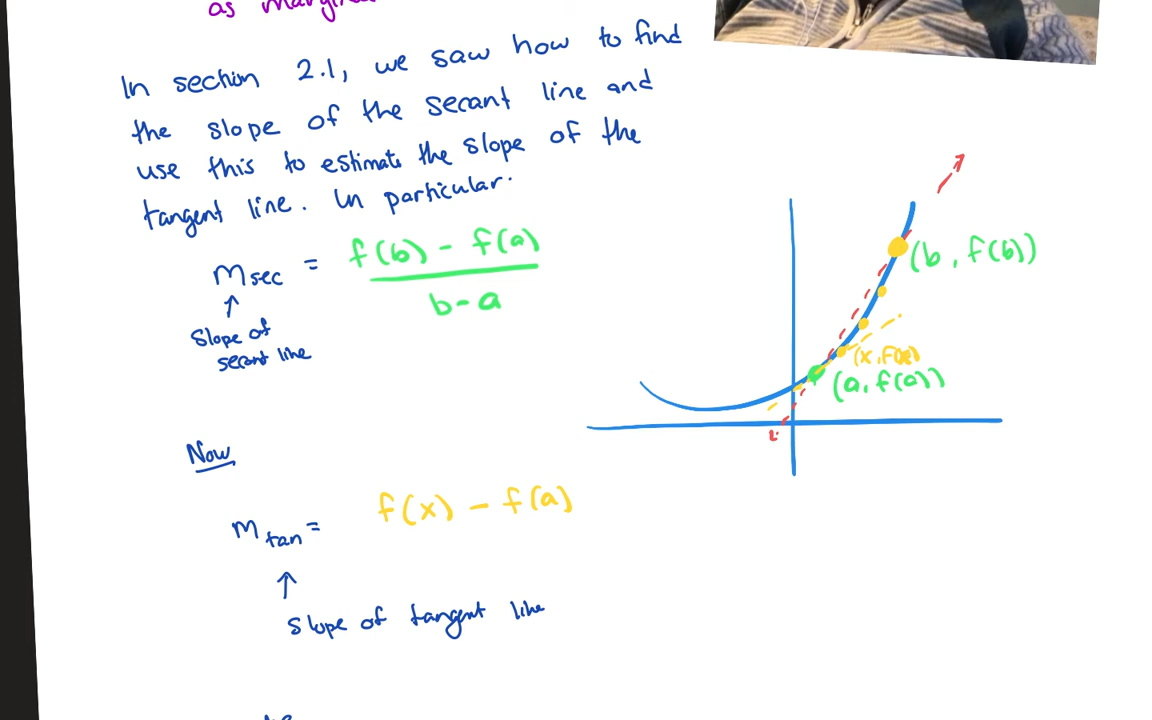 as margina
In section 2.1, we saw how to find
the slope of the secant line and
use this to estimate the slope of the
tangent line. In particular.
msec = f(b) - f(a)
b-a
↑
Slope of
secant line
(b, f(b))
(x, f(x))
(a, f(a))
Now
mtan = f(x) - f(a)
↑
Slope of tangent line